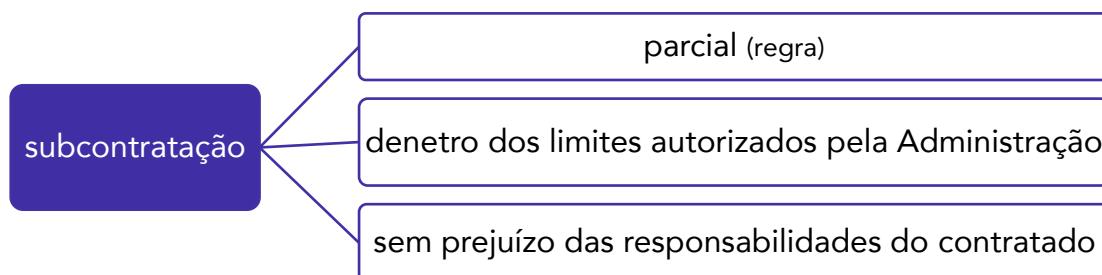 parcial (regra)
subcontratação
denetro dos limites autorizados pela Administração
sem prejuízo das responsabilidades do contratado